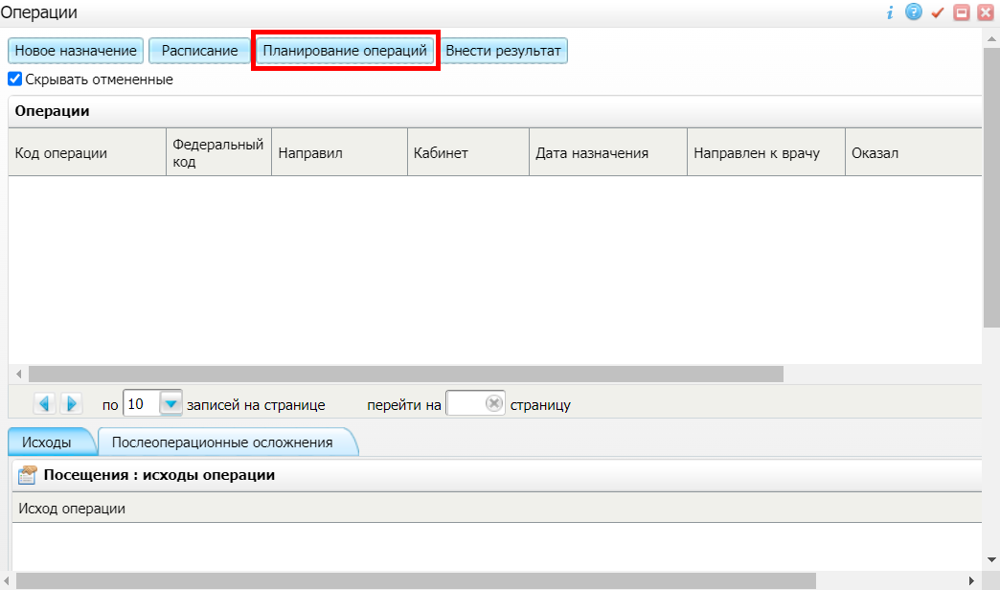 Операции
Новое назначение Расписание Планирование операций Внести результат
Скрывать отмененные
Операции
Код операции Федеральный код Направил Кабинет Дата назначения Направлен к врачу Оказал
по 10 записей на странице перейти на страницу
Исходы Послеоперационные осложнения
Посещения : исходы операции
Исход операции